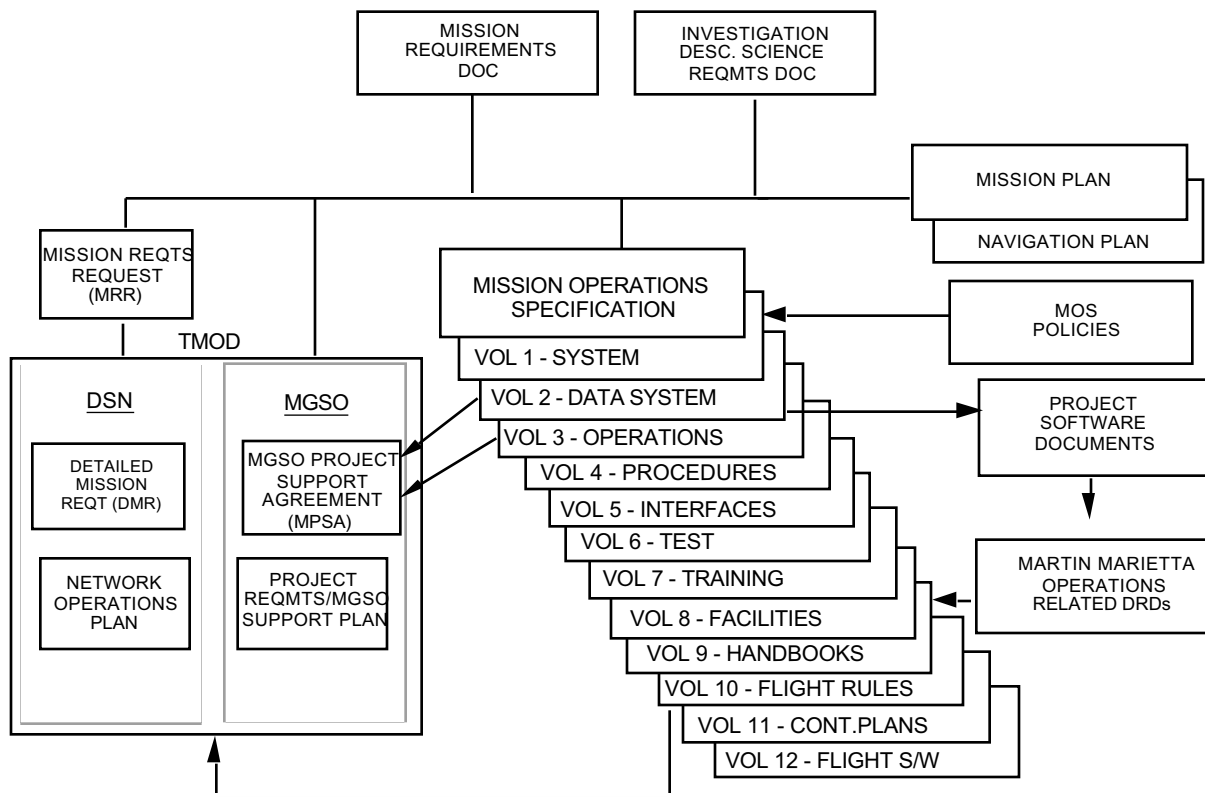 MISSION
REQUIREMENTS
DOC
INVESTIGATION
DESC. SCIENCE
REQMTS DOC
MISSION PLAN
NAVIGATION PLAN
MISSION REQTS
REQUEST
(MRR)
MISSION OPERATIONS
SPECIFICATION
MOS
POLICIES
TMOD
VOL 1 - SYSTEM
VOL 2 - DATA SYSTEM
VOL 3 - OPERATIONS
VOL 4 - PROCEDURES
VOL 5 - INTERFACES
VOL 6 - TEST
VOL 7 - TRAINING
VOL 8 - FACILITIES
VOL 9 - HANDBOOKS
VOL 10 - FLIGHT RULES
VOL 11 - CONT.PLANS
VOL 12 - FLIGHT S/W
DSN
DETAILED
MISSION
REQT (DMR)
NETWORK
OPERATIONS
PLAN
MGSO
MGSO PROJECT
SUPPORT
AGREEMENT
(MPSA)
PROJECT
REQMTS/MGSO
SUPPORT PLAN
PROJECT
SOFTWARE
DOCUMENTS
MARTIN MARIETTA
OPERATIONS
RELATED DRDs